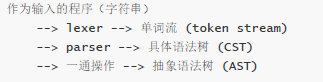 作为输入的程序（字符串）
--> lexer --> 单词流 (token stream)
--> parser --> 具体语法树 (CST)
--> 一通操作 --> 抽象语法树 (AST)